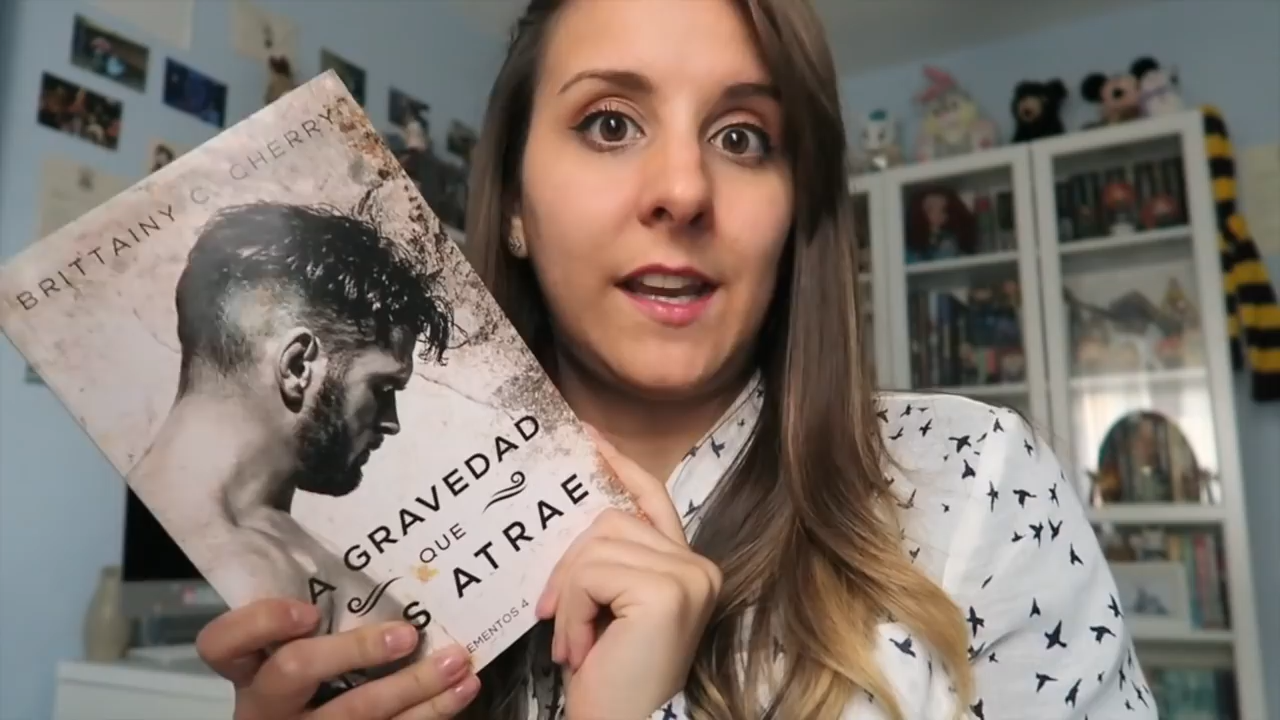 BRITTAINY C. CHERRY
A GRAVEDAD
QUE
S ATRAE
EMENTOS 4